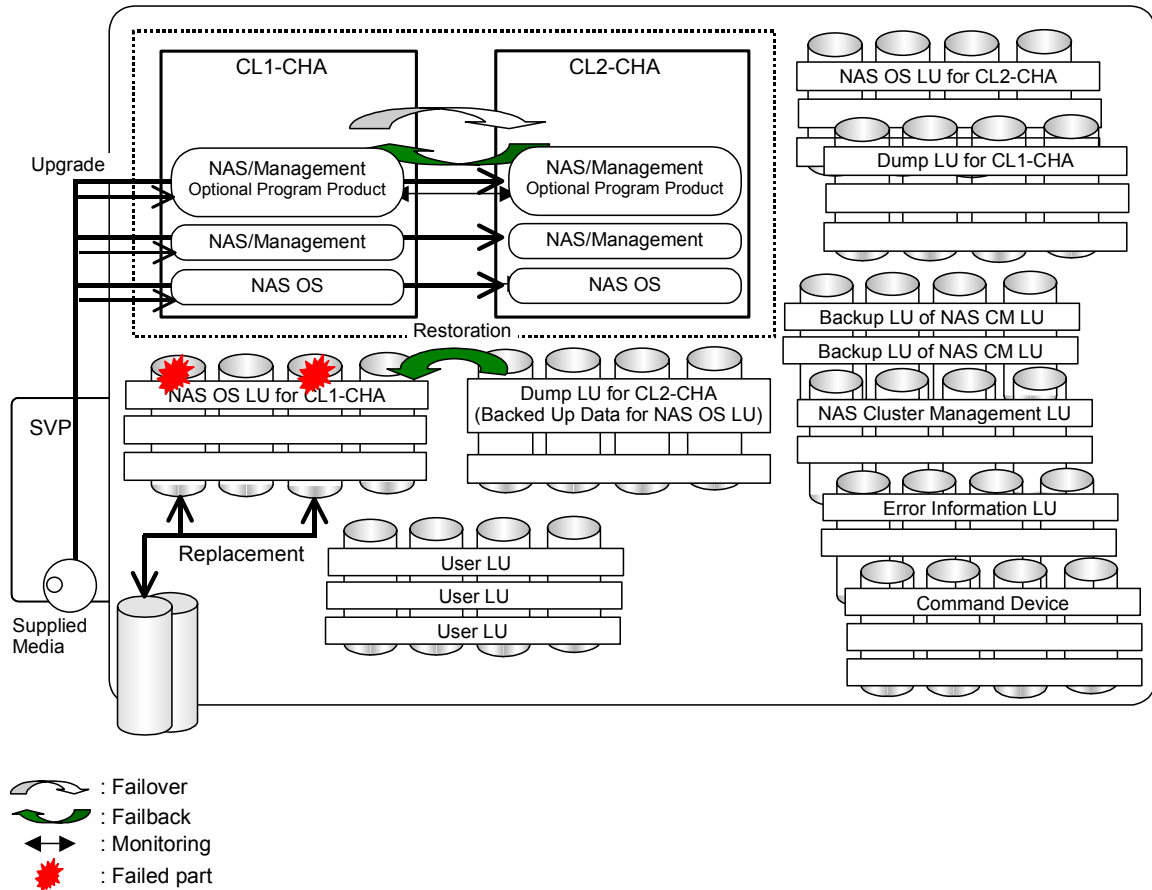 CL1-CHA
CL2-CHA
NAS OS LU for CL2-CHA
Dump LU for CL1-CHA
Upgrade
NAS/Management
Optional Program Product
NAS/Management
Optional Program Product
NAS/Management
NAS/Management
NAS OS
NAS OS
Restoration
Backup LU of NAS CM LU
Backup LU of NAS CM LU
NAS OS LU for CL1-CHA
Dump LU for CL2-CHA
(Backed Up Data for NAS OS LU)
NAS Cluster Management LU
SVP
Error Information LU
Replacement
User LU
User LU
User LU
Command Device
Supplied
Media
: Failover
: Failback
: Monitoring
: Failed part